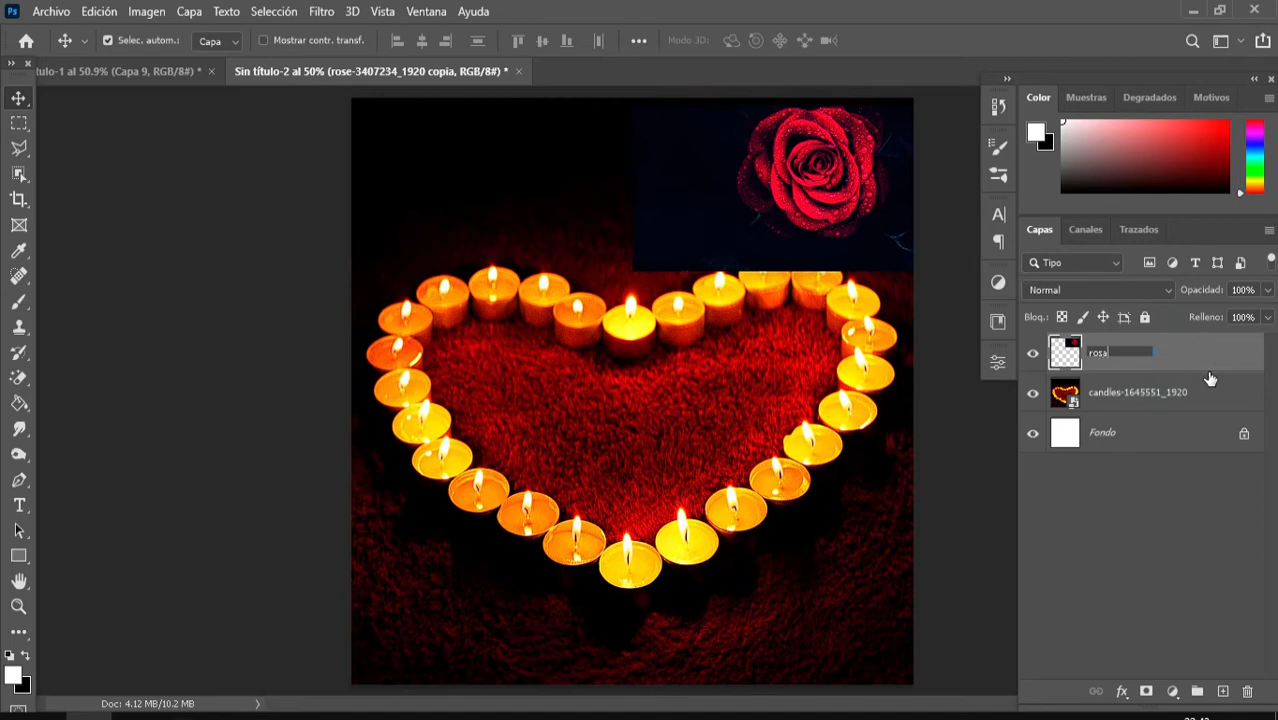 Ps Archivo Edición Imagen Capa Texto Selección Filtro 3D Vista Ventana Ayuda
Selec. autom.: Capa Mostrar contr. transf. Modo 3D:
tulo-1 al 50.9% (Capa 9, RGB/8#) * × Sin título-2 al 50% (rose-3407234_1920 copia, RGB/8#) * ×
Color Muestras Degradados Motivos
Capas Canales Trazados
Tipo
Normal Opacidad: 100%
Bloq.: Relleno: 100%
rosa
candles-1645551_1920
Fondo
Doc: 4.12 MB/10.2 MB